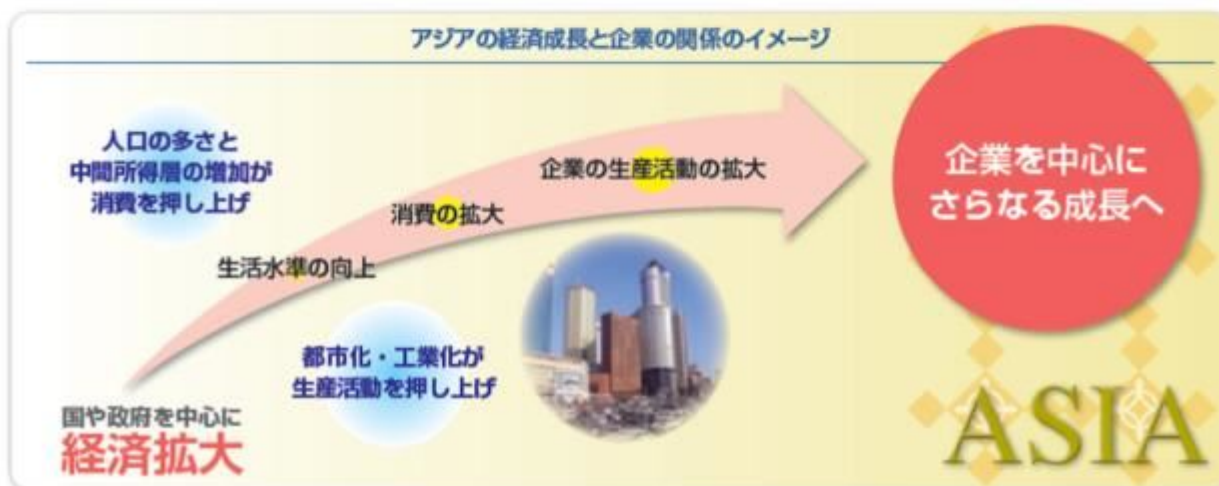 アジアの経済成長と企業の関係のイメージ
人口の多さと
中間所得層の増加が
消費を押し上げ
企業の生産活動の拡大
消費の拡大
生活水準の向上
企業を中心に
さらなる成長へ
都市化・工業化が
生産活動を押し上げ
国や政府を中心に
経済拡大
ASIA